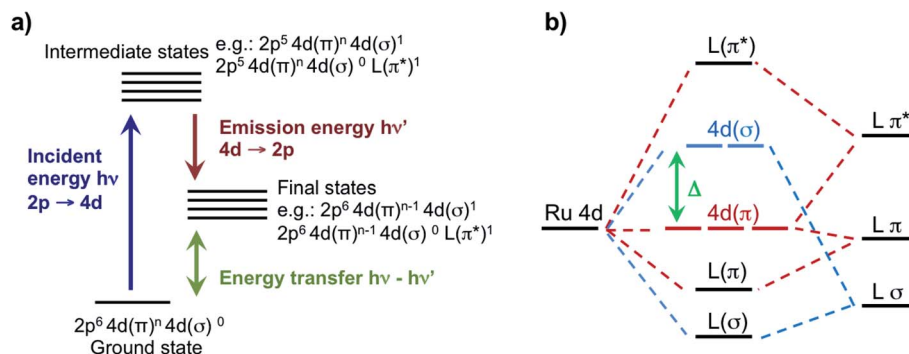 a)
Intermediate states
e.g.: 2p⁵ 4d(π)ⁿ 4d(σ)¹
2p⁵ 4d(π)ⁿ 4d(σ) ⁰ L(π*)¹
Incident
energy hν
2p → 4d
Emission energy hν'
4d → 2p
Final states
e.g.: 2p⁶ 4d(π)ⁿ⁻¹ 4d(σ)¹
2p⁶ 4d(π)ⁿ⁻¹ 4d(σ) ⁰ L(π*)¹
Energy transfer hν - hν'
2p⁶ 4d(π)ⁿ 4d(σ) ⁰
Ground state
b)
L(π*)
4d(σ)
L π*
Δ
Ru 4d
4d(π)
L π
L(π)
L σ
L(σ)